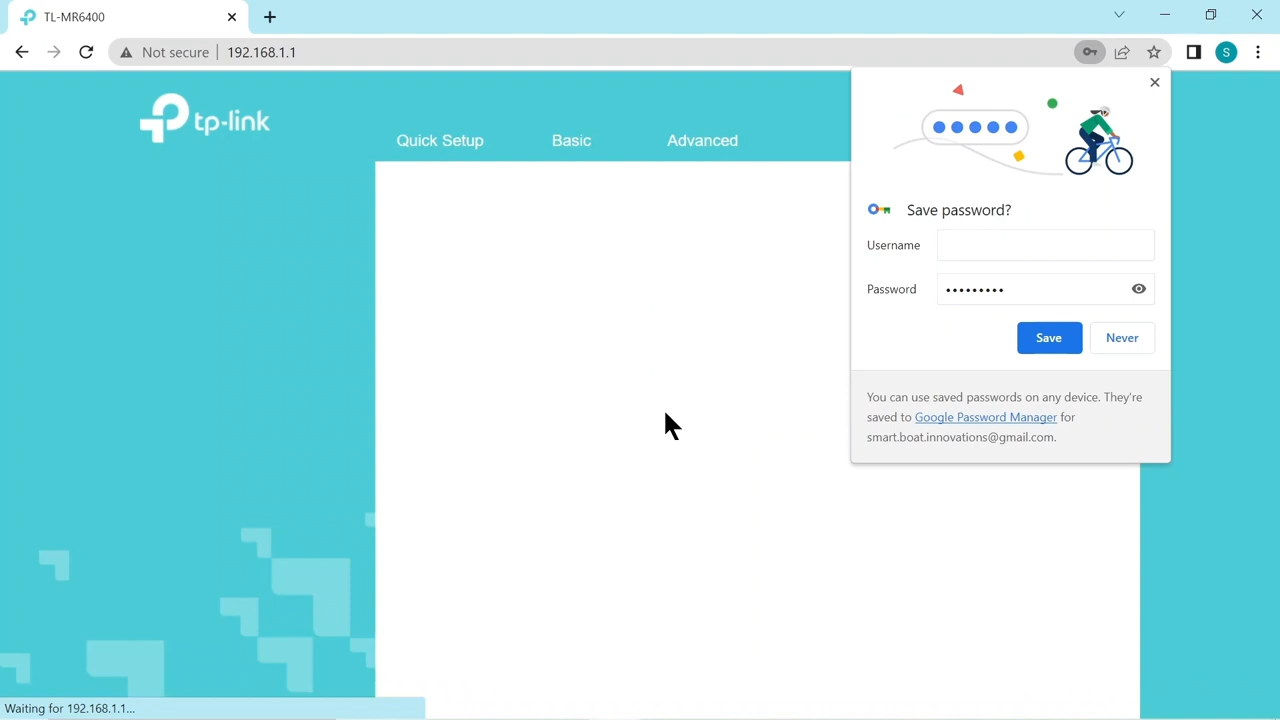 TL-MR6400
Not secure
192.168.1.1
S
tp-link
Quick Setup
Basic
Advanced
Save password?
Username
Password
•••••••••
Save
Never
You can use saved passwords on any device. They're
saved to Google Password Manager for
smart.boat.innovations@gmail.com.
Waiting for 192.168.1.1...